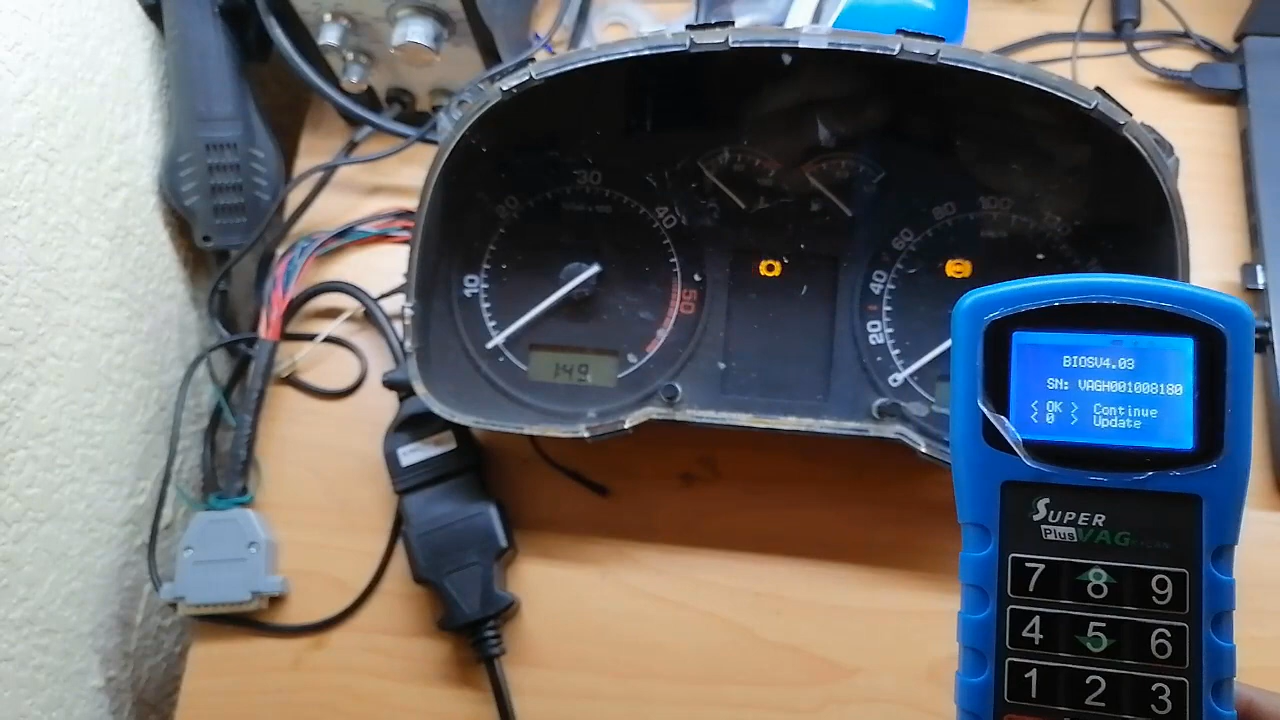 10
20
30
40
50
149
20
40
60
80
100
BIOSV4.03
SN: VAGH001008180
< OK > Continue
< 0 > Update
SUPER
Plus VAG
7 8 9
4 5 6
1 2 3